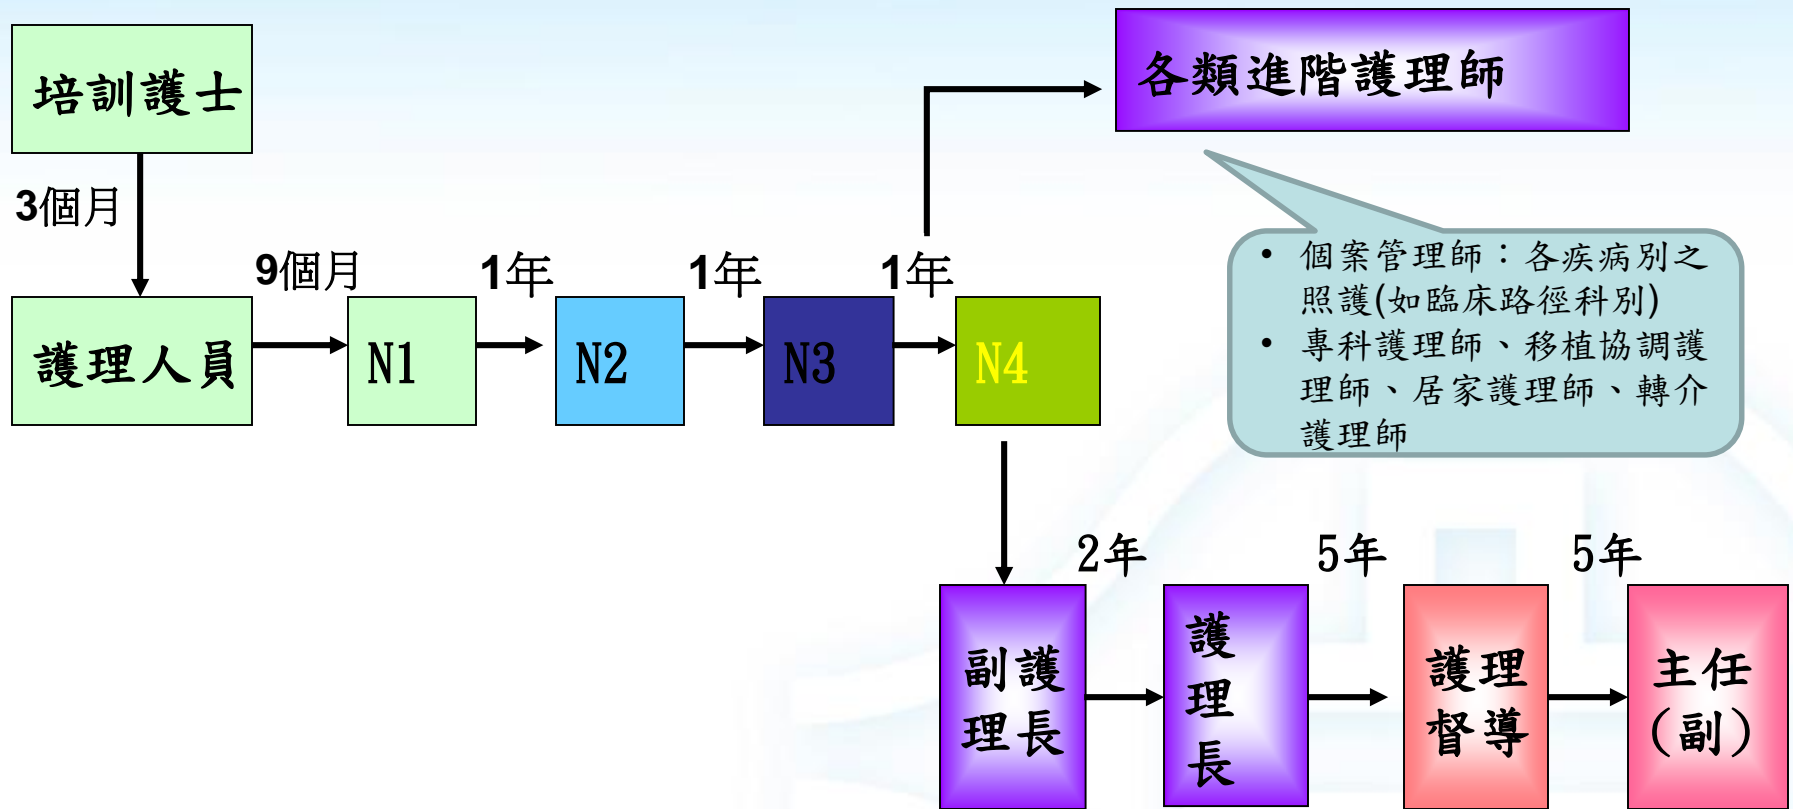 培訓護士
各類進階護理師
3個月
9個月
1年
1年
1年
護理人員
N1
N2
N3
N4
• 個案管理師：各疾病別之
照護(如臨床路徑科別)
• 專科護理師、移植協調護
理師、居家護理師、轉介
護理師
2年
5年
5年
副護
理長
護
理
長
護理
督導
主任
(副)